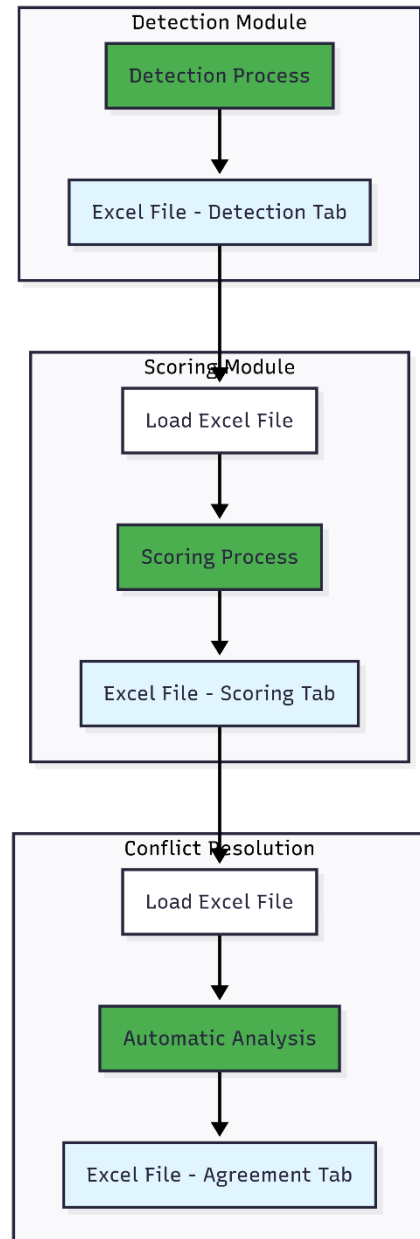 Detection Module
Detection Process
Excel File - Detection Tab
Scoring Module
Load Excel File
Scoring Process
Excel File - Scoring Tab
Conflict Resolution
Load Excel File
Automatic Analysis
Excel File - Agreement Tab